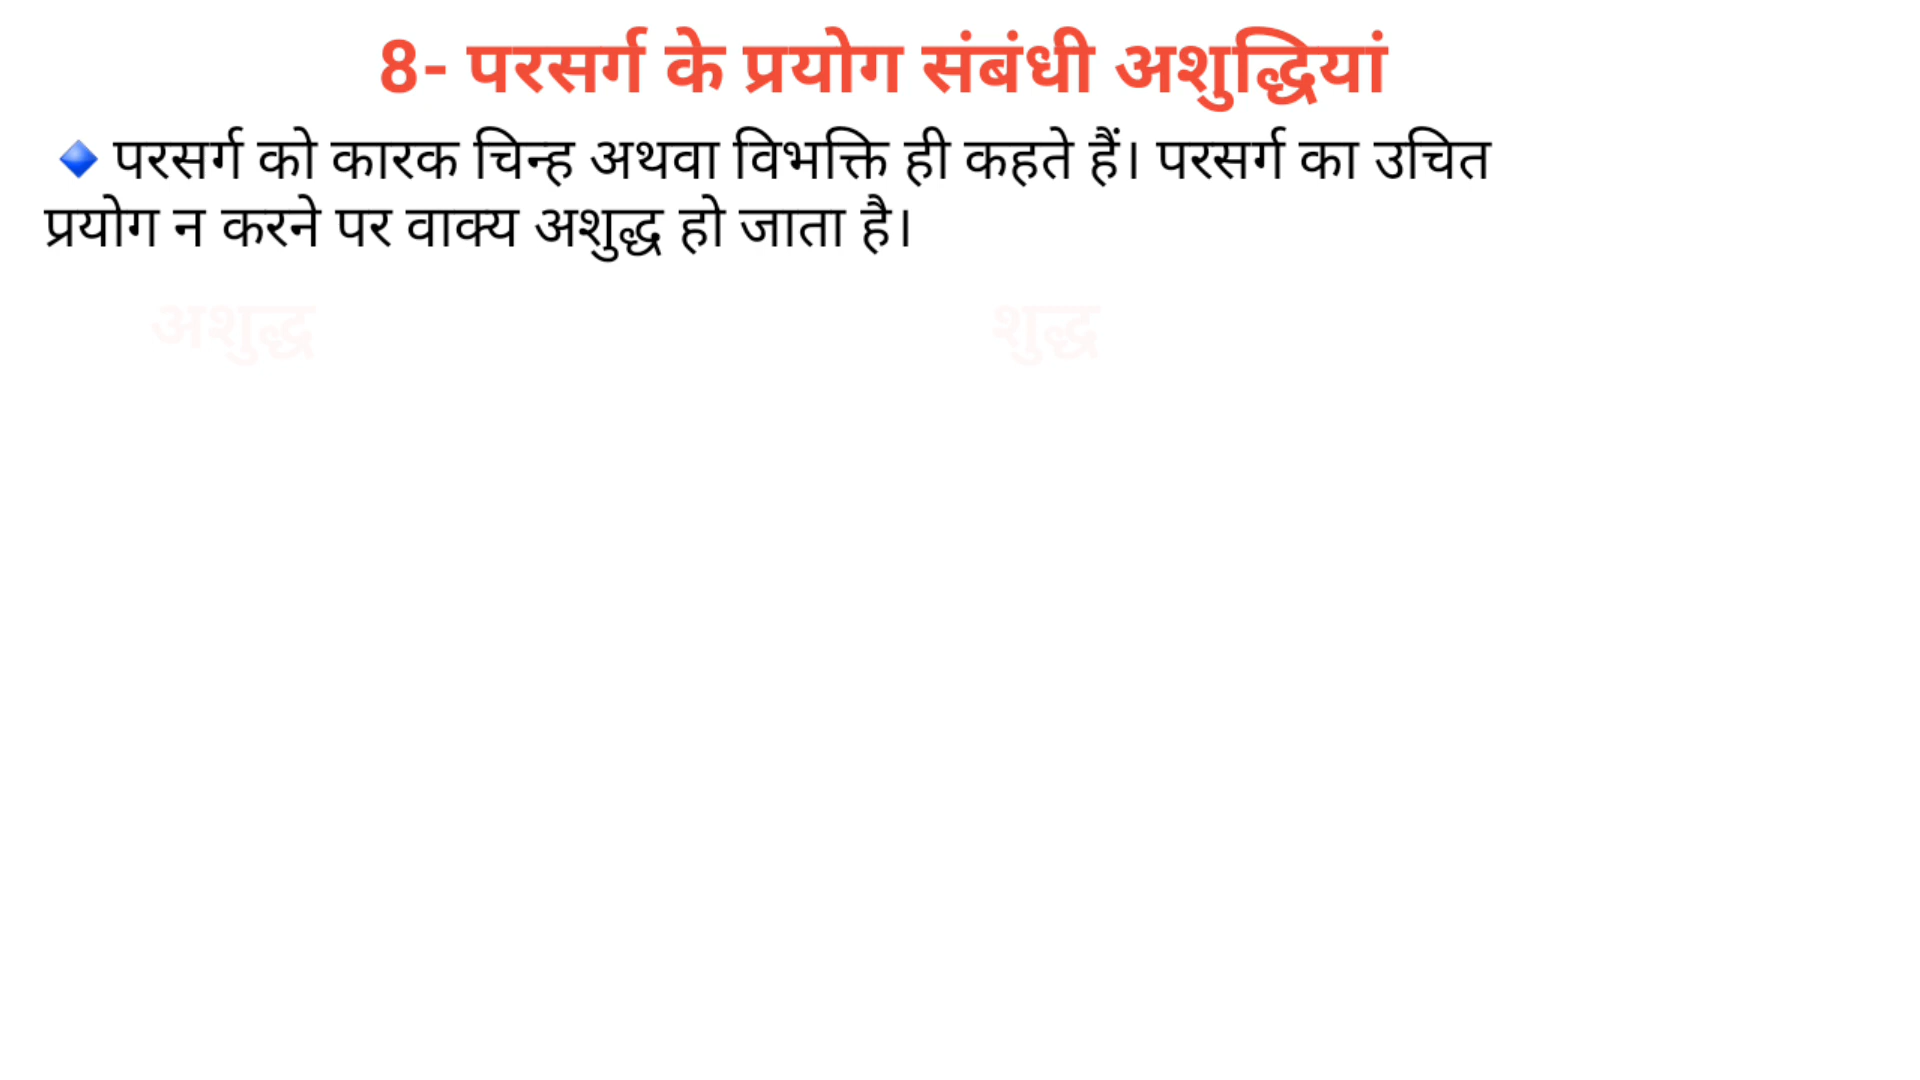 8- परसर्ग के प्रयोग संबंधी अशुद्धियां
🔹परसर्ग को कारक चिन्ह अथवा विभक्ति ही कहते हैं। परसर्ग का उचित
प्रयोग न करने पर वाक्य अशुद्ध हो जाता है।
अशुद्ध शुद्ध